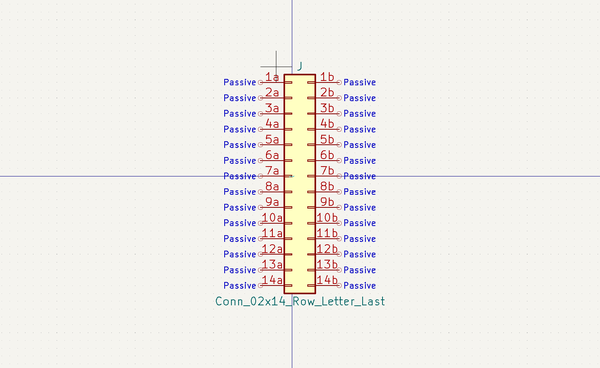 J
Passive 1a 1b Passive
Passive 2a 2b Passive
Passive 3a 3b Passive
Passive 4a 4b Passive
Passive 5a 5b Passive
Passive 6a 6b Passive
Passive 7a 7b Passive
Passive 8a 8b Passive
Passive 9a 9b Passive
Passive 10a 10b Passive
Passive 11a 11b Passive
Passive 12a 12b Passive
Passive 13a 13b Passive
Passive 14a 14b Passive
Conn_02x14_Row_Letter_Last